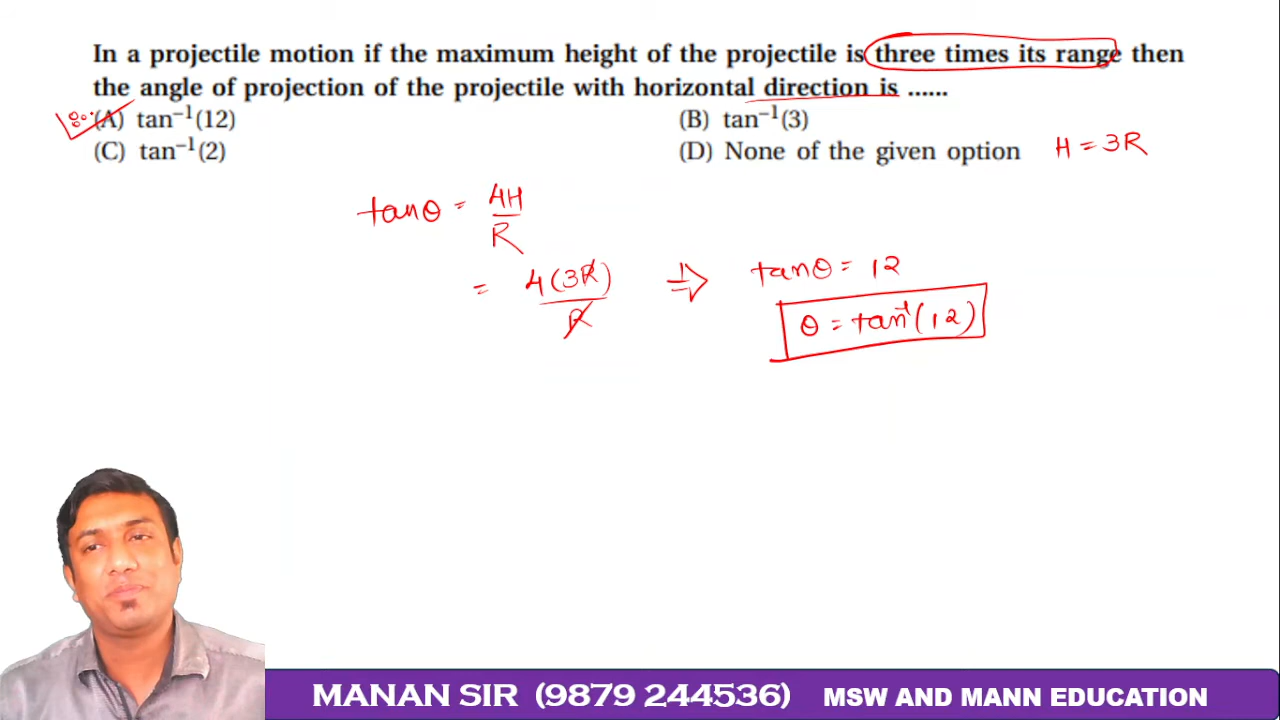 In a projectile motion if the maximum height of the projectile is three times its range then
the angle of projection of the projectile with horizontal direction is ......
(A) tan⁻¹(12)
(B) tan⁻¹(3)
(C) tan⁻¹(2)
(D) None of the given option
H = 3R
tanθ = 4H/R
= 4(3R)/R ⇒ tanθ = 12
θ = tan⁻¹(12)
MANAN SIR (9879 244536) MSW AND MANN EDUCATION